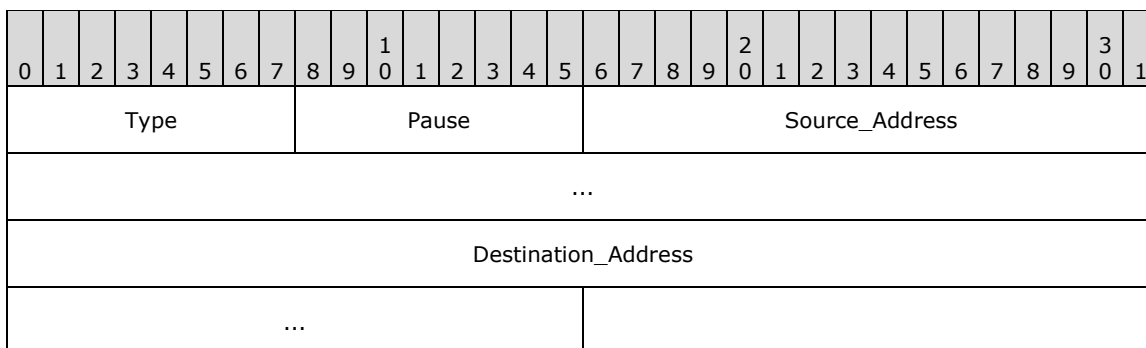 1 2 3
0 1 2 3 4 5 6 7 8 9 0 1 2 3 4 5 6 7 8 9 0 1 2 3 4 5 6 7 8 9 0 1
Type Pause Source_Address
...
Destination_Address
...